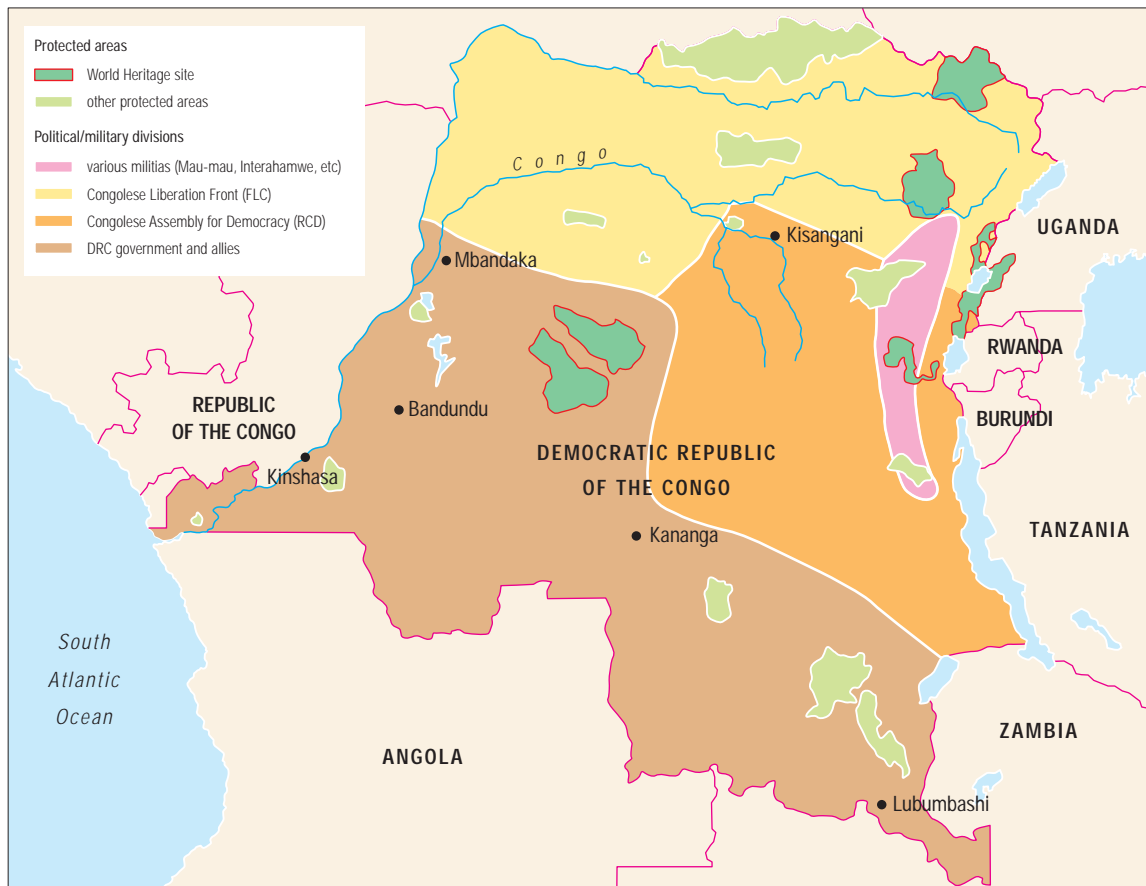 Protected areas
World Heritage site
other protected areas
Political/military divisions
various militias (Mau-mau, Interahamwe, etc)
Congolese Liberation Front (FLC)
Congolese Assembly for Democracy (RCD)
DRC government and allies
Congo
Kisangani
UGANDA
Mbandaka
RWANDA
REPUBLIC
OF THE CONGO
Bandundu
BURUNDI
DEMOCRATIC REPUBLIC
OF THE CONGO
Kinshasa
Kananga
TANZANIA
South
Atlantic
Ocean
ANGOLA
ZAMBIA
Lubumbashi